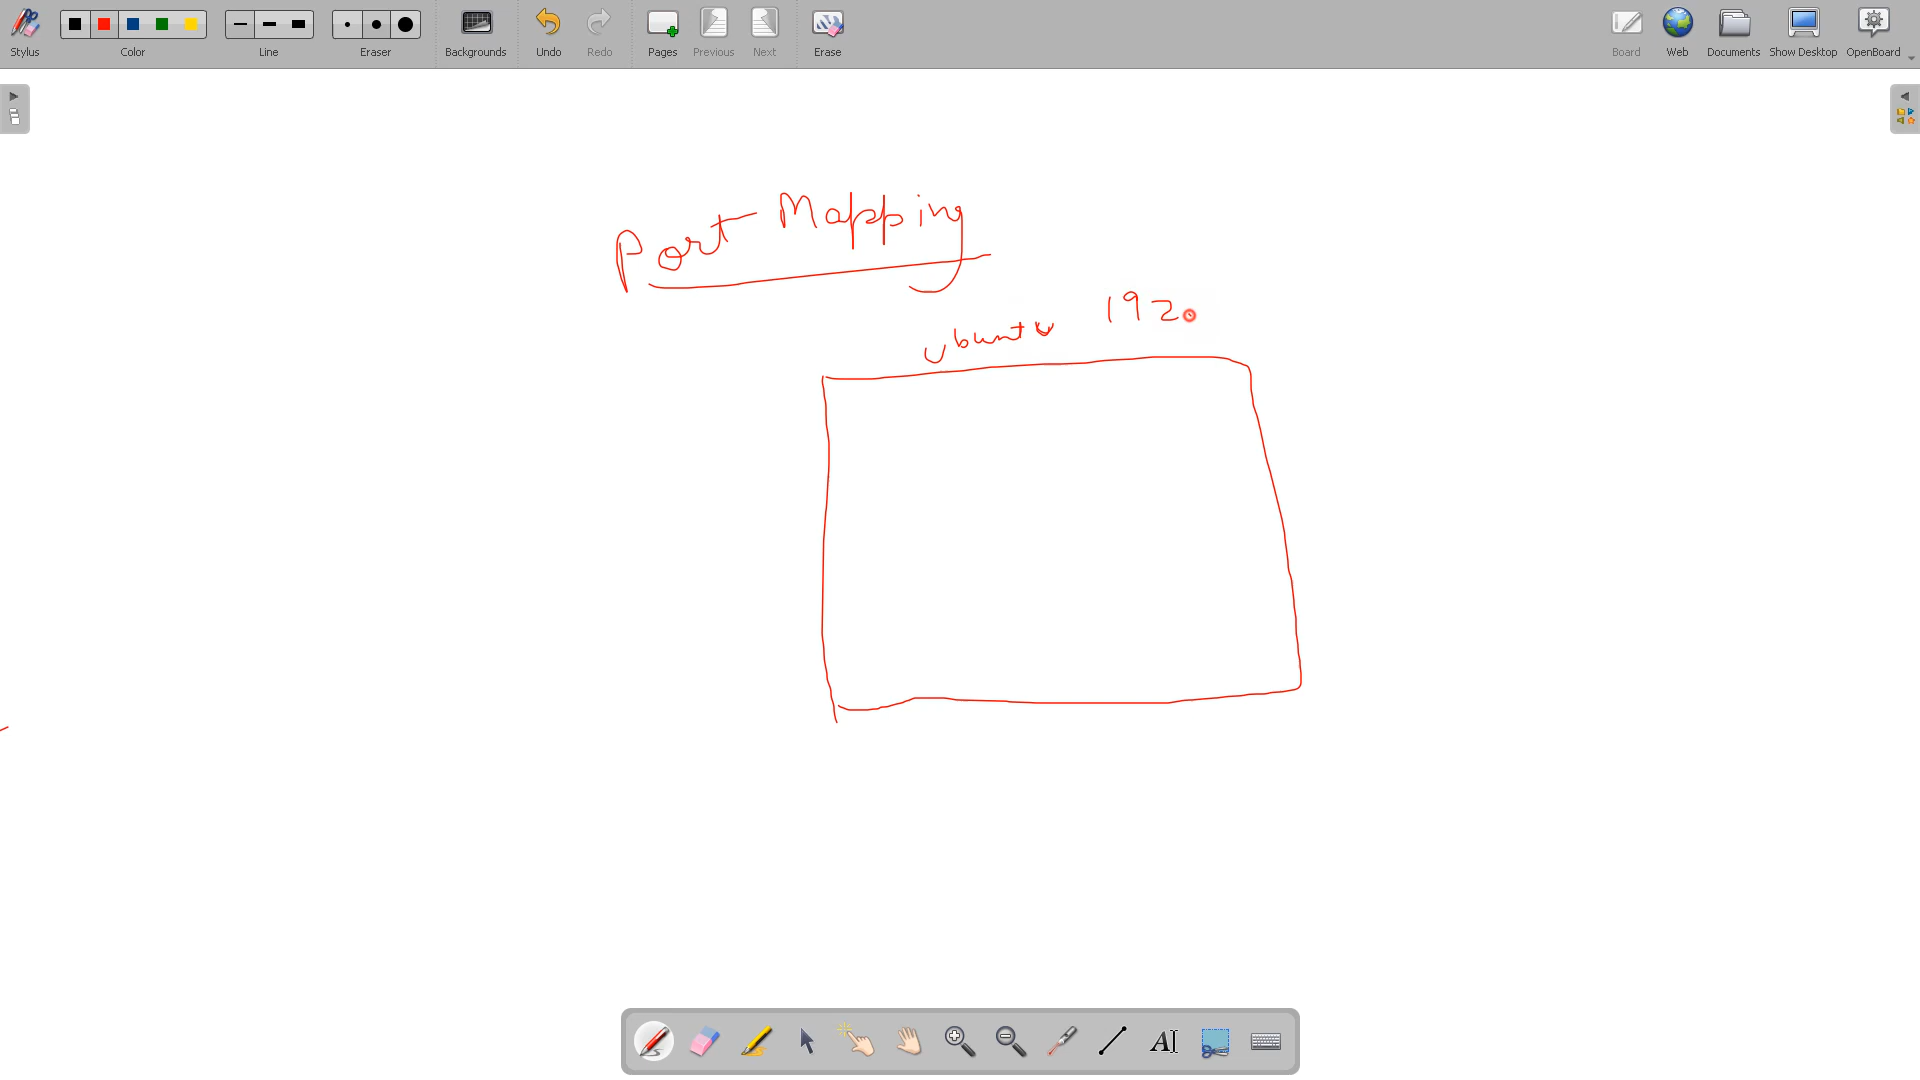 Stylus Color Line Eraser Backgrounds Undo Redo Pages Previous Next Erase Board Web Documents Show Desktop OpenBoard
Port Mapping
ubuntu 192
AI